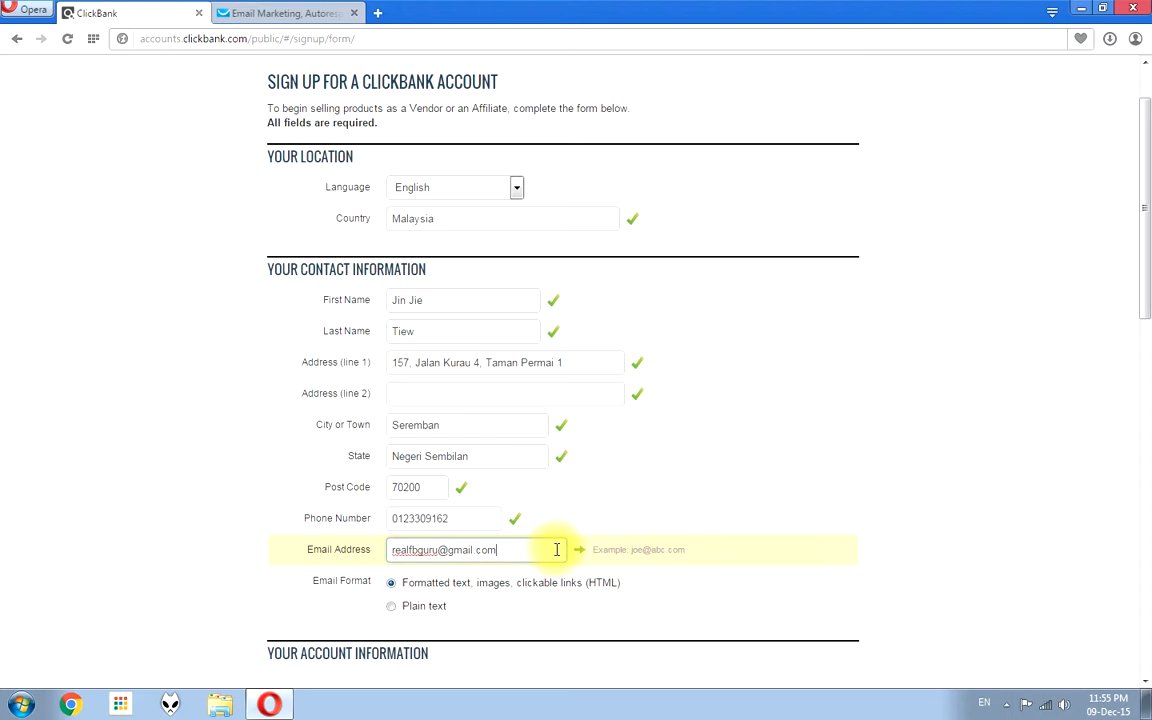 Opera
ClickBank
Email Marketing, Autoresp
accounts.clickbank.com/public/#/signup/form/
SIGN UP FOR A CLICKBANK ACCOUNT
To begin selling products as a Vendor or an Affiliate, complete the form below.
All fields are required.
YOUR LOCATION
Language English
Country Malaysia
YOUR CONTACT INFORMATION
First Name Jin Jie
Last Name Tiew
Address (line 1) 157, Jalan Kurau 4, Taman Permai 1
Address (line 2)
City or Town Seremban
State Negeri Sembilan
Post Code 70200
Phone Number 0123309162
Email Address realfbguru@gmail.com Example: joe@abc.com
Email Format Formatted text, images, clickable links (HTML)
Plain text
YOUR ACCOUNT INFORMATION
EN
11:55 PM
09-Dec-15